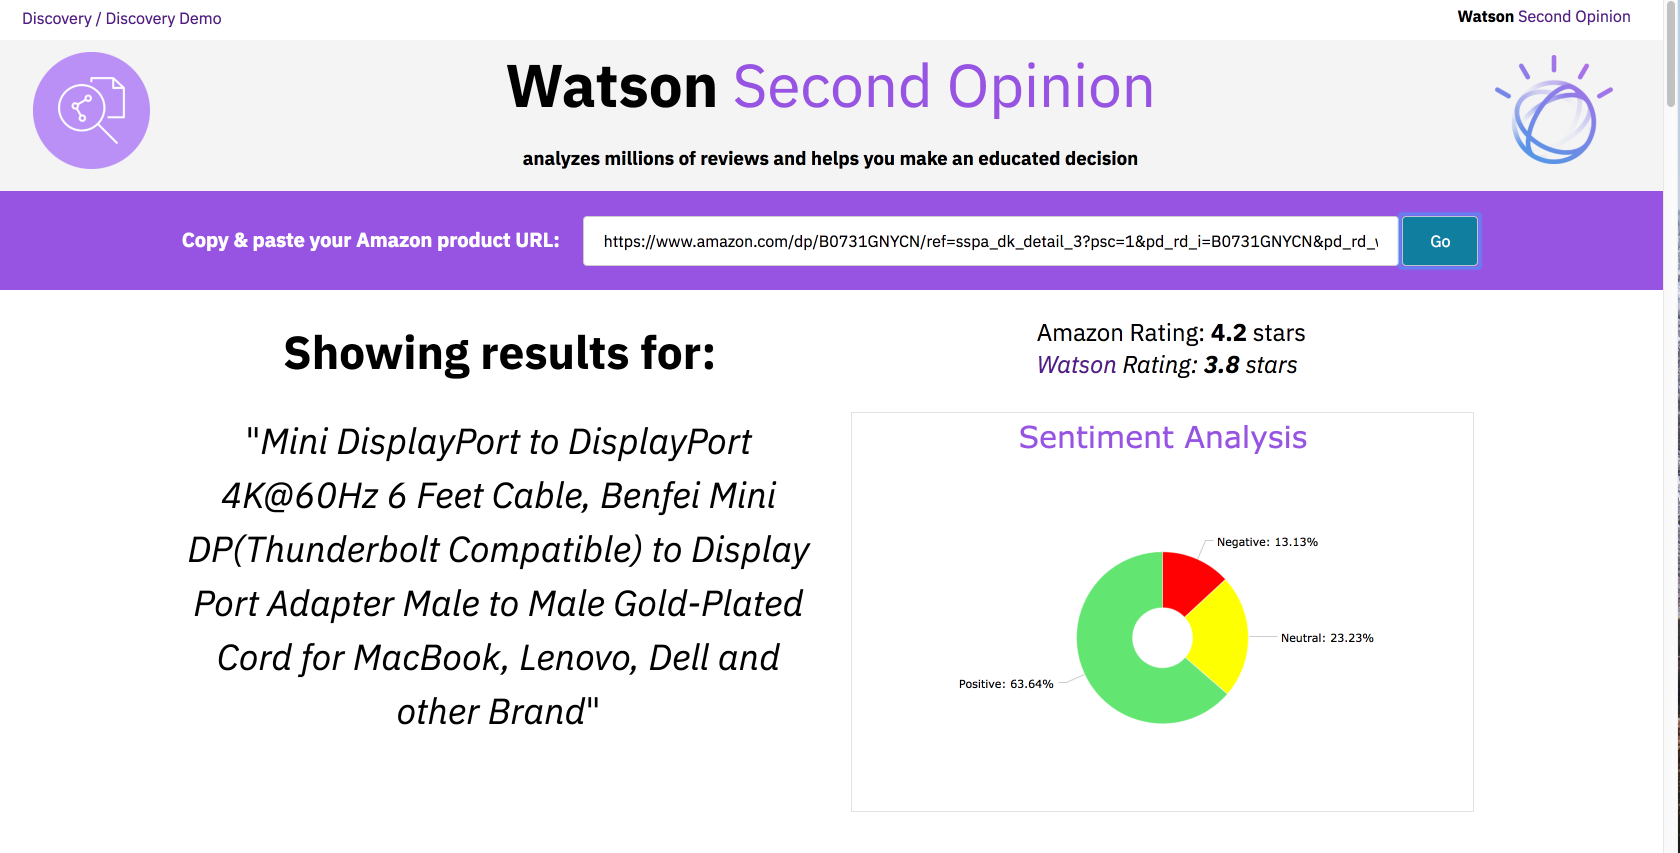 Discovery / Discovery Demo
Watson Second Opinion
Watson Second Opinion
analyzes millions of reviews and helps you make an educated decision
Copy & paste your Amazon product URL:
https://www.amazon.com/dp/B0731GNYCN/ref=sspa_dk_detail_3?psc=1&pd_rd_i=B0731GNYCN&pd_rd_
Go
Showing results for:
"Mini DisplayPort to DisplayPort
4K@60Hz 6 Feet Cable, Benfei Mini
DP(Thunderbolt Compatible) to Display
Port Adapter Male to Male Gold-Plated
Cord for MacBook, Lenovo, Dell and
other Brand"
Amazon Rating: 4.2 stars
Watson Rating: 3.8 stars
Sentiment Analysis
Negative: 13.13%
Neutral: 23.23%
Positive: 63.64%